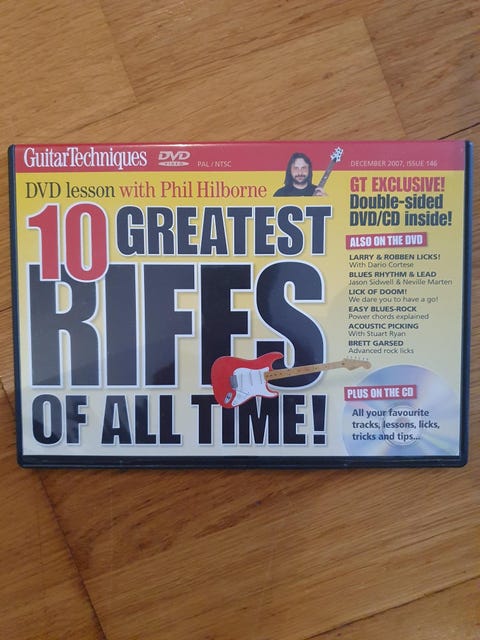 GuitarTechniques DVD VIDEO PAL / NTSC DECEMBER 2007, ISSUE 146
DVD lesson with Phil Hilborne
10 GREATEST
RIFFS
OF ALL TIME!
GT EXCLUSIVE!
Double-sided
DVD/CD inside!
ALSO ON THE DVD
LARRY & ROBBEN LICKS!
With Dario Cortese
BLUES RHYTHM & LEAD
Jason Sidwell & Neville Marten
LICK OF DOOM!
We dare you to have a go!
EASY BLUES-ROCK
Power chords explained
ACOUSTIC PICKING
With Stuart Ryan
BRETT GARSED
Advanced rock licks
PLUS ON THE CD
All your favourite
tracks, lessons, licks,
tricks and tips...